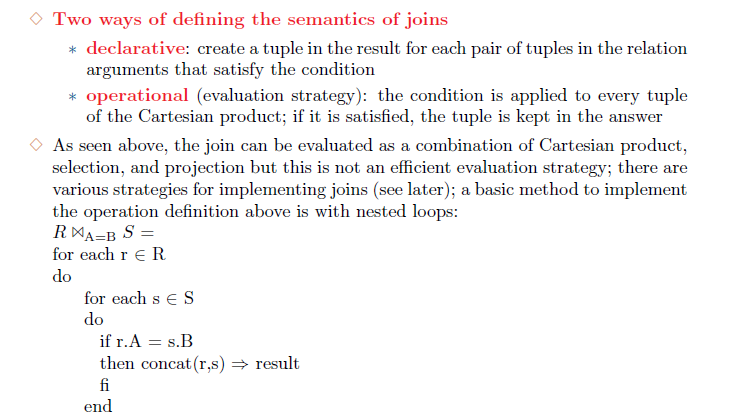 ◇ Two ways of defining the semantics of joins
∗ declarative: create a tuple in the result for each pair of tuples in the relation
arguments that satisfy the condition
∗ operational (evaluation strategy): the condition is applied to every tuple
of the Cartesian product; if it is satisfied, the tuple is kept in the answer
◇ As seen above, the join can be evaluated as a combination of Cartesian product,
selection, and projection but this is not an efficient evaluation strategy; there are
various strategies for implementing joins (see later); a basic method to implement
the operation definition above is with nested loops:
R ⋈A=B S =
for each r ∈ R
do
for each s ∈ S
do
if r.A = s.B
then concat(r,s) ⇒ result
fi
end